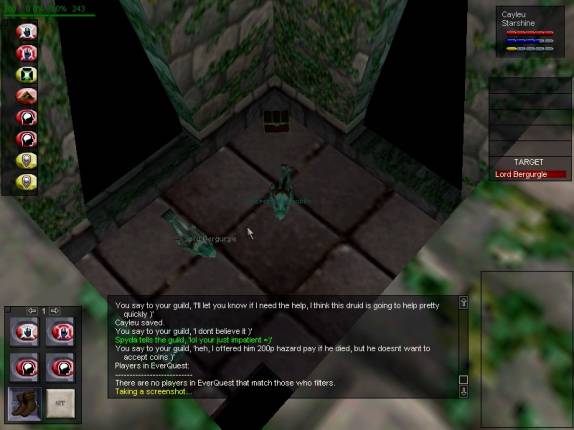 243
Cayleu
Starshine
TARGET
Lord Bergurgle
Lord Bergurgle
1
SIT
You say to your guild, 'I'll let you know if I need the help, I think this druid is going to help pretty
quickly )'
Cayleu saved.
You say to your guild, 'I dont believe it )'
Spyda tells the guild, 'lol your just impatient =)'
You say to your guild, 'heh, I offered him 200p hazard pay if he died, but he doesnt want to
accept coins )'
Players in EverQuest:
---------------------------
There are no players in EverQuest that match those who filters.
Taking a screenshot...